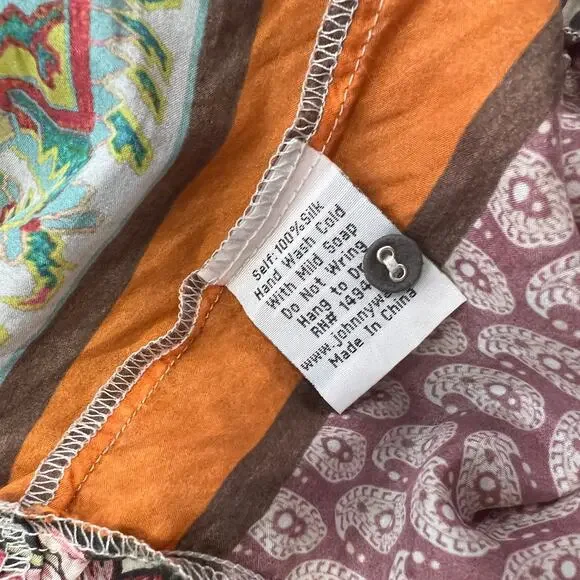 Self:100%Silk
Hand Wash Cold
With Mild Soap
Do Not Wring
Hang to
RN# 1494
www.johnnyw
Made In China